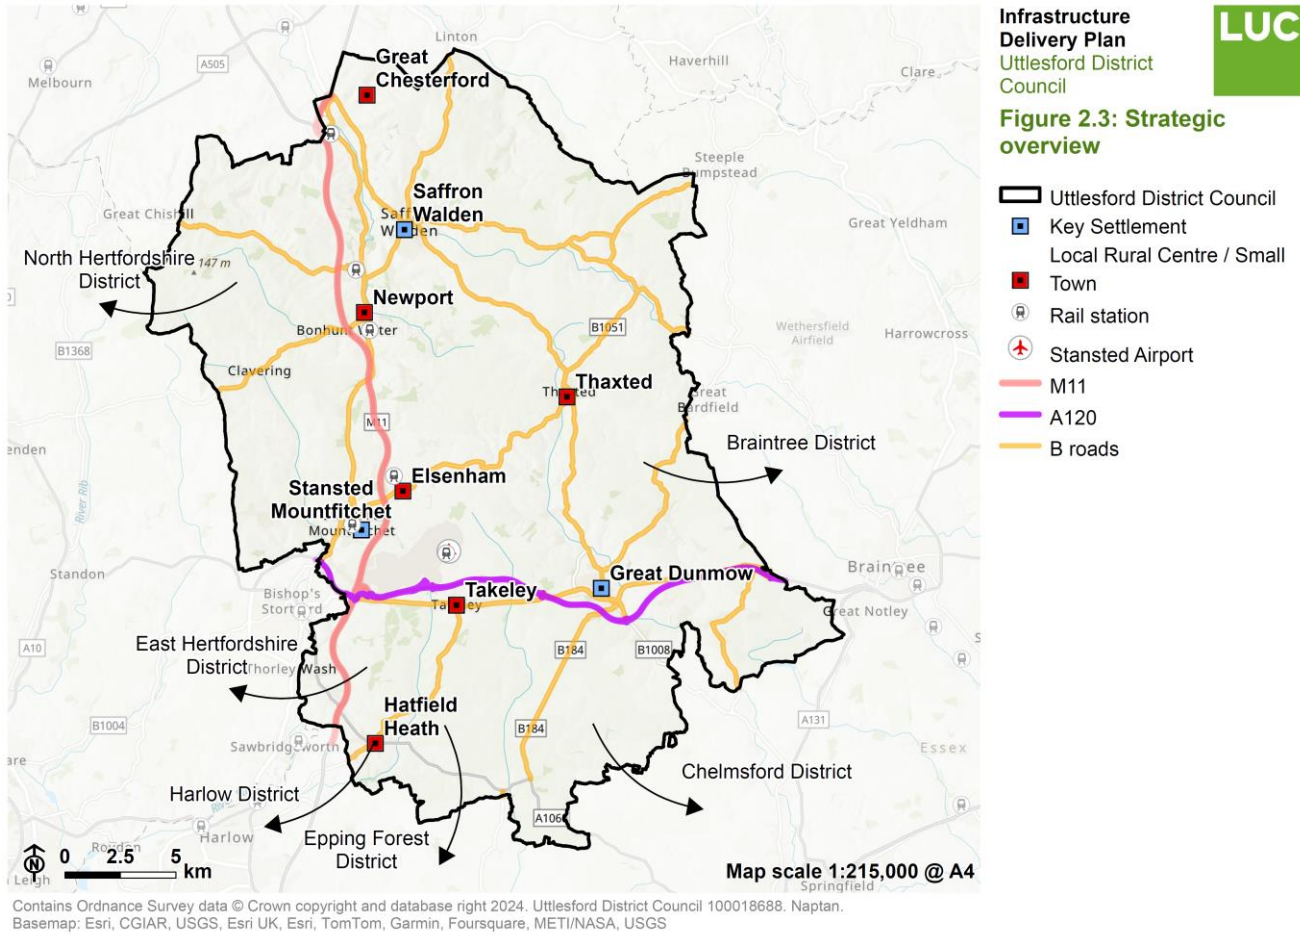 Infrastructure
Delivery Plan
Uttlesford District
Council
LUC
Figure 2.3: Strategic
overview
Uttlesford District Council
Key Settlement
Local Rural Centre / Small
Town
Rail station
Stansted Airport
M11
A120
B roads
Linton
Great
Chesterford
A505
Melbourn
Haverhill
Clare
Steeple
Bumpstead
Saffron
Walden
Great Chishill
Great Yeldham
North Hertfordshire
District
147 m
Newport
Bonhunt Water
B1051
Wethersfield
Airfield
Harrowcross
B1368
Clavering
Thaxted
Thaxted
Great
Bardfield
M11
Braintree District
River Rib
Elsenham
Stansted
Mountfitchet
Standon
Great Dunmow
Braintree
Bishop's
Stortford
Takeley
Takeley
Great Notley
East Hertfordshire
District
A10
Thorley Wash
B184
B1008
Hatfield
Heath
B1004
A131
B184
Sawbridgeworth
Essex
Chelmsford District
Harlow District
Epping Forest
District
Harlow
A1060
Roydon
N
0 2.5 5
km
Map scale 1:215,000 @ A4
Springfield
Contains Ordnance Survey data © Crown copyright and database right 2024. Uttlesford District Council 100018688. Naptan.
Basemap: Esri, CGIAR, USGS, Esri UK, Esri, TomTom, Garmin, Foursquare, METI/NASA, USGS